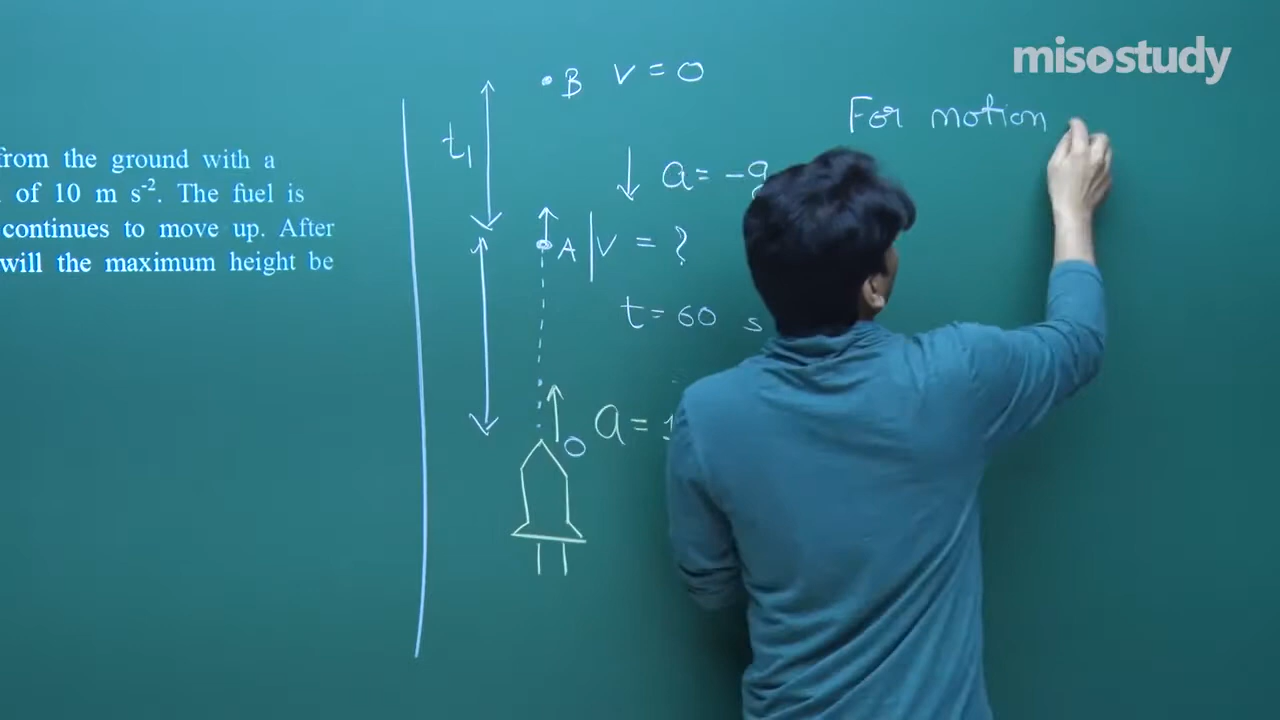 misostudy
from the ground with a
of 10 m s⁻². The fuel is
continues to move up. After
will the maximum height be
B V = 0
t₁
a = -g
A V = ?
t = 60 s
O a = 1
For motion